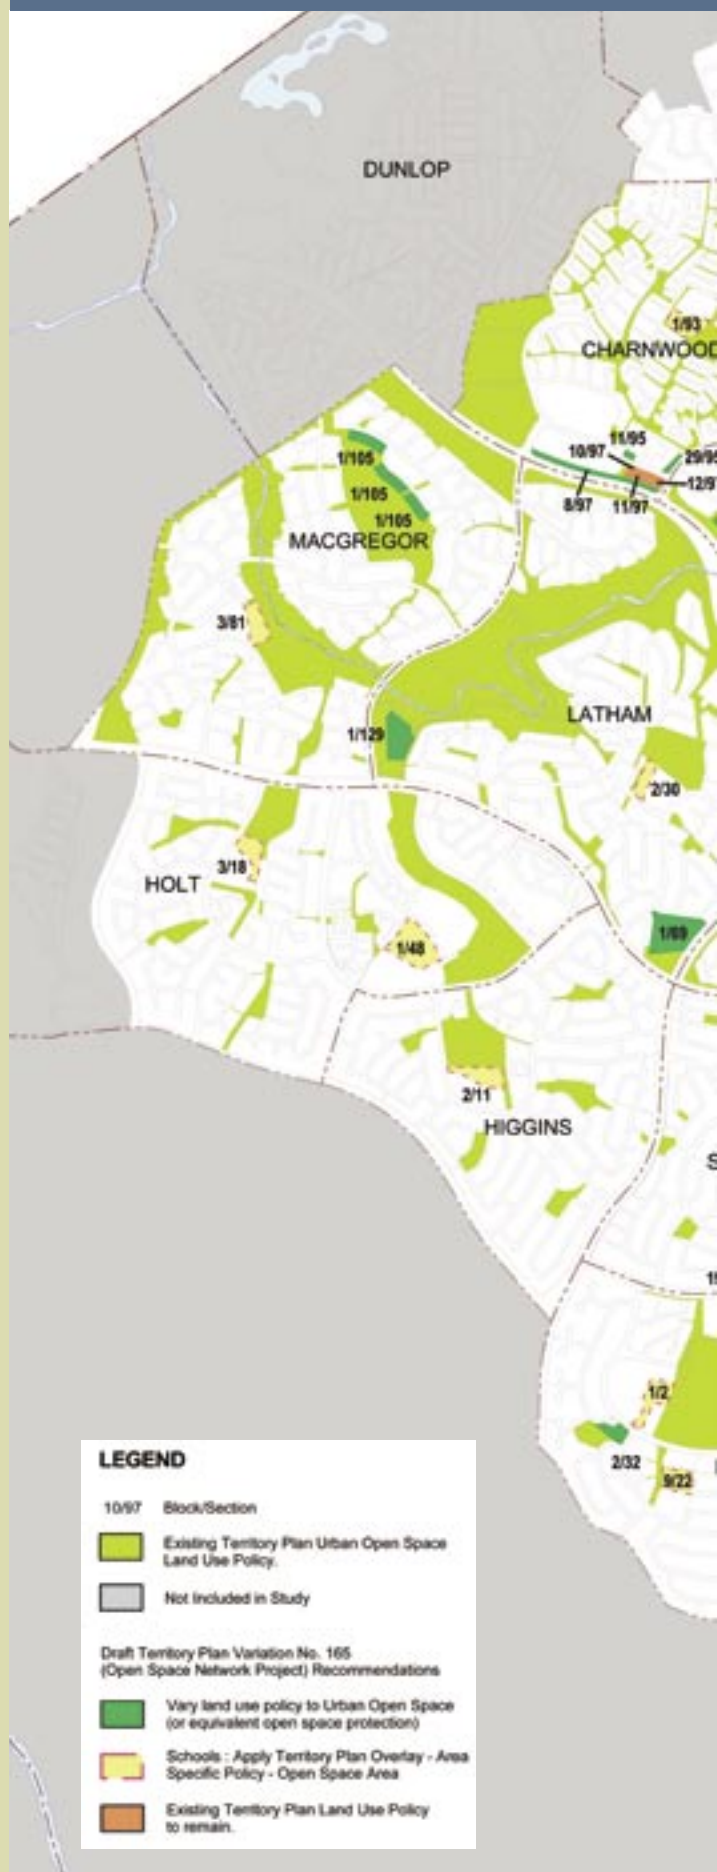 DUNLOP
1/93
CHARNWOOD
11/95
10/97
29/95
12/97
8/97
11/97
1/105
1/105
1/105
MACGREGOR
3/81
LATHAM
1/129
2/30
3/18
HOLT
1/48
1/69
2/11
HIGGINS
S
1/2
2/32
9/22
LEGEND
10/97 Block/Section
Existing Territory Plan Urban Open Space
Land Use Policy.
Not Included in Study
Draft Territory Plan Variation No. 165
(Open Space Network Project) Recommendations
Vary land use policy to Urban Open Space
(or equivalent open space protection)
Schools : Apply Territory Plan Overlay - Area
Specific Policy - Open Space Area
Existing Territory Plan Land Use Policy
to remain.